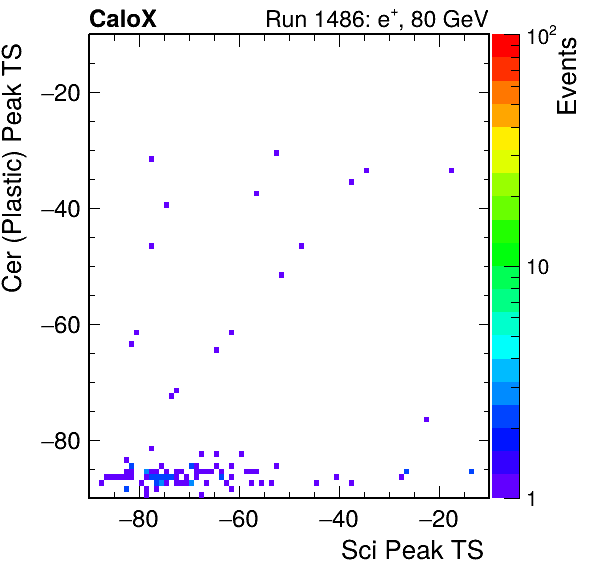 CaloX Run 1486: e⁺, 80 GeV
Cer (Plastic) Peak TS
−20
−40
−60
−80
−80 −60 −40 −20
Sci Peak TS
10²
10
1
Events